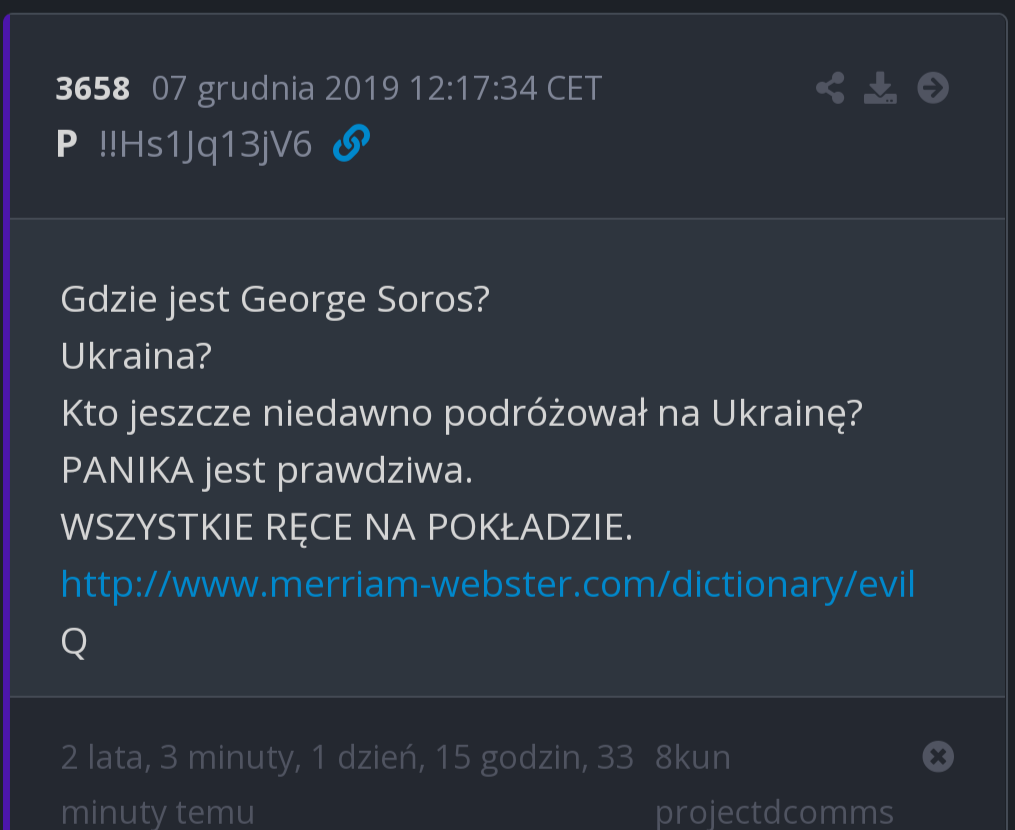 3658 07 grudnia 2019 12:17:34 CET
P !!Hs1Jq13jV6
Gdzie jest George Soros?
Ukraina?
Kto jeszcze niedawno podróżował na Ukrainę?
PANIKA jest prawdziwa.
WSZYSTKIE RĘCE NA POKŁADZIE.
http://www.merriam-webster.com/dictionary/evil
Q
2 lata, 3 minuty, 1 dzień, 15 godzin, 33 8kun
minuty temu projectdcomms